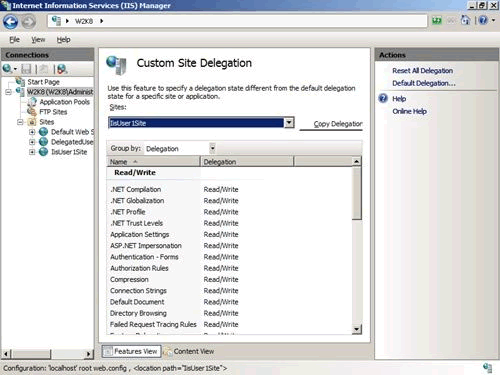 Internet Information Services (IIS) Manager
W2K8
File View Help
Connections
Start Page
W2K8 (W2K8\Administ
Application Pools
FTP Sites
Sites
Default Web S
DelegatedUser
IisUser1Site
Custom Site Delegation
Use this feature to specify a delegation state different from the default delegation
state for a specific site or application.
Sites:
IisUser1Site
Copy Delegation
Group by: Delegation
Name Delegation
Read/Write
.NET Compilation Read/Write
.NET Globalization Read/Write
.NET Profile Read/Write
.NET Trust Levels Read/Write
Application Settings Read/Write
ASP.NET Impersonation Read/Write
Authentication - Forms Read/Write
Authorization Rules Read/Write
Compression Read/Write
Connection Strings Read/Write
Default Document Read/Write
Directory Browsing Read/Write
Failed Request Tracing Rules Read/Write
Features View Content View
Actions
Reset All Delegation
Default Delegation...
Help
Online Help
Configuration: 'localhost' root web.config , <location path="IisUser1Site">